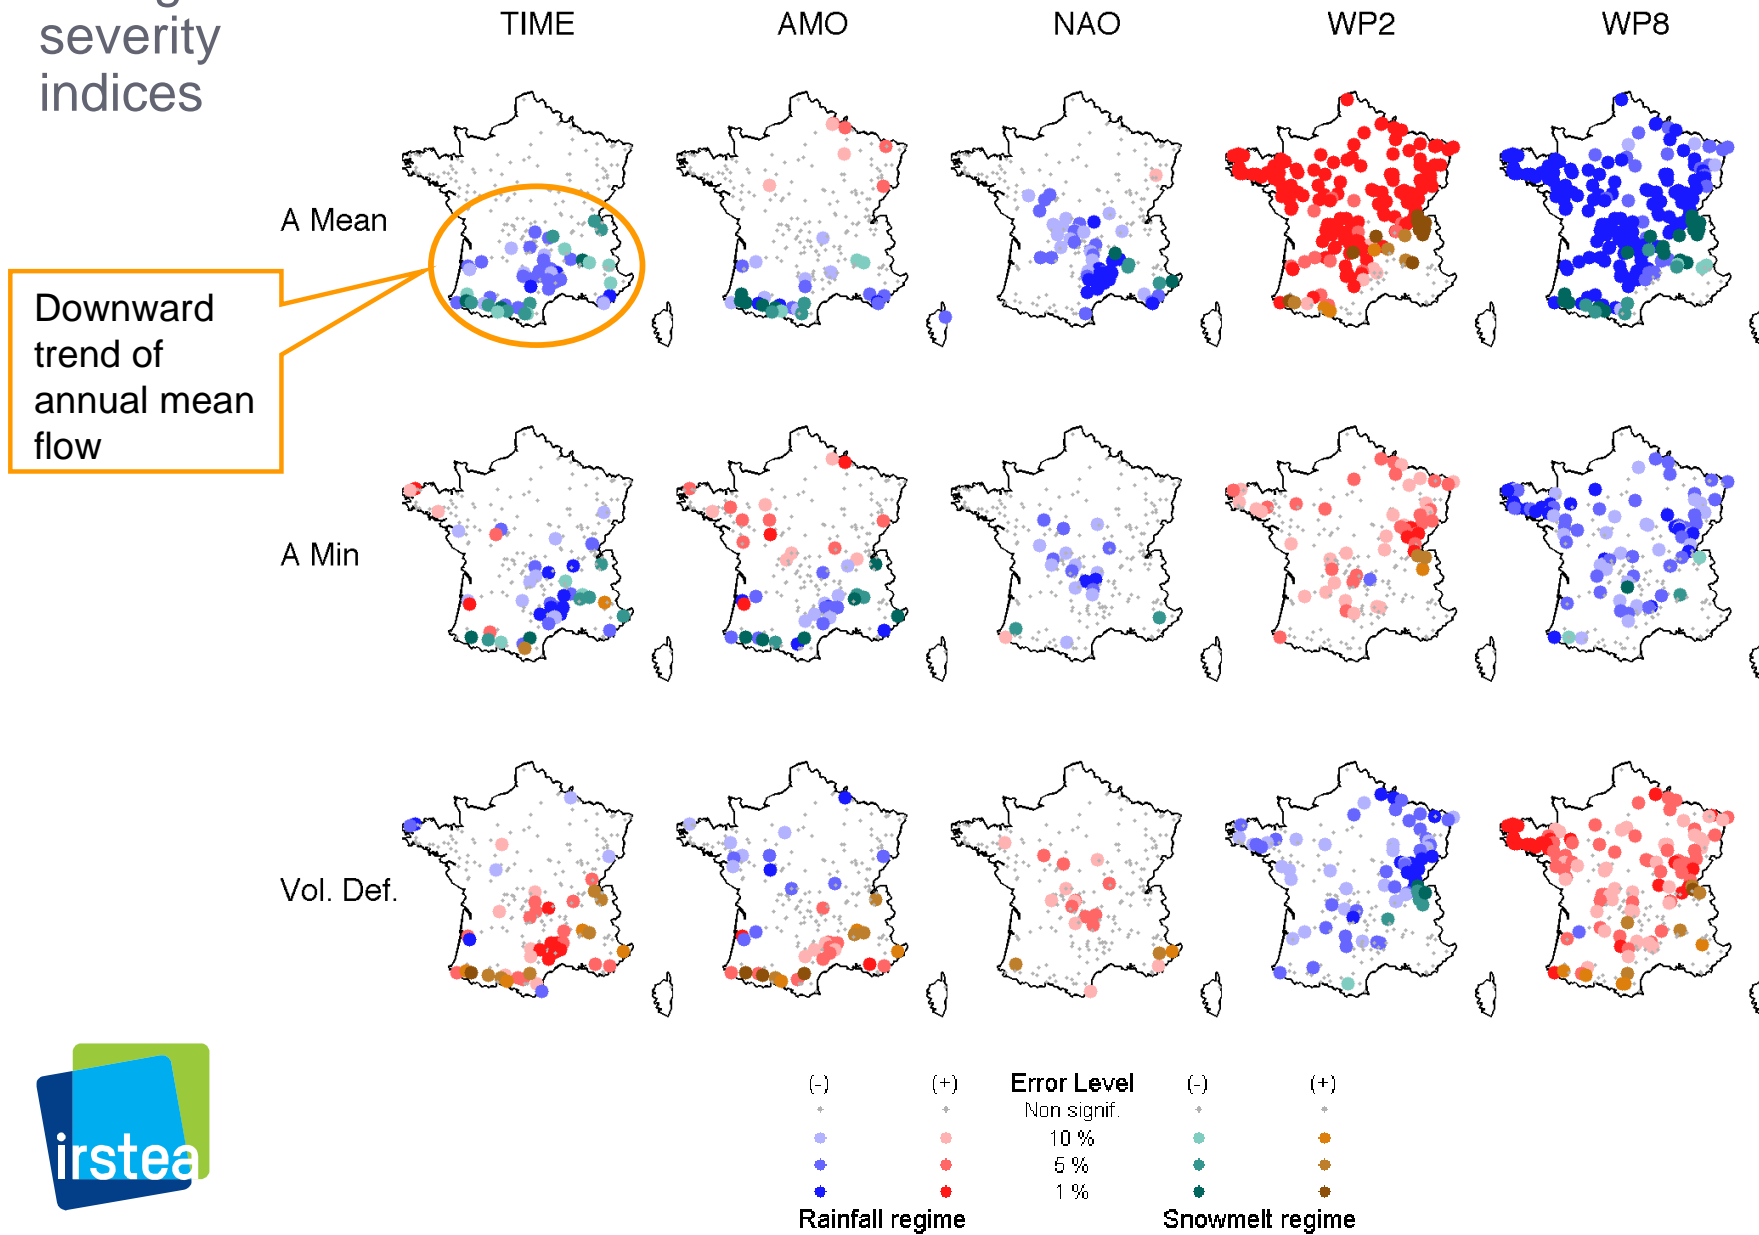 severity
indices
TIME AMO NAO WP2 WP8
A Mean
Downward
trend of
annual mean
flow
A Min
Vol. Def.
(-) (+) Error Level (-) (+)
Non signif.
10 %
5 %
1 %
Rainfall regime Snowmelt regime
irstea